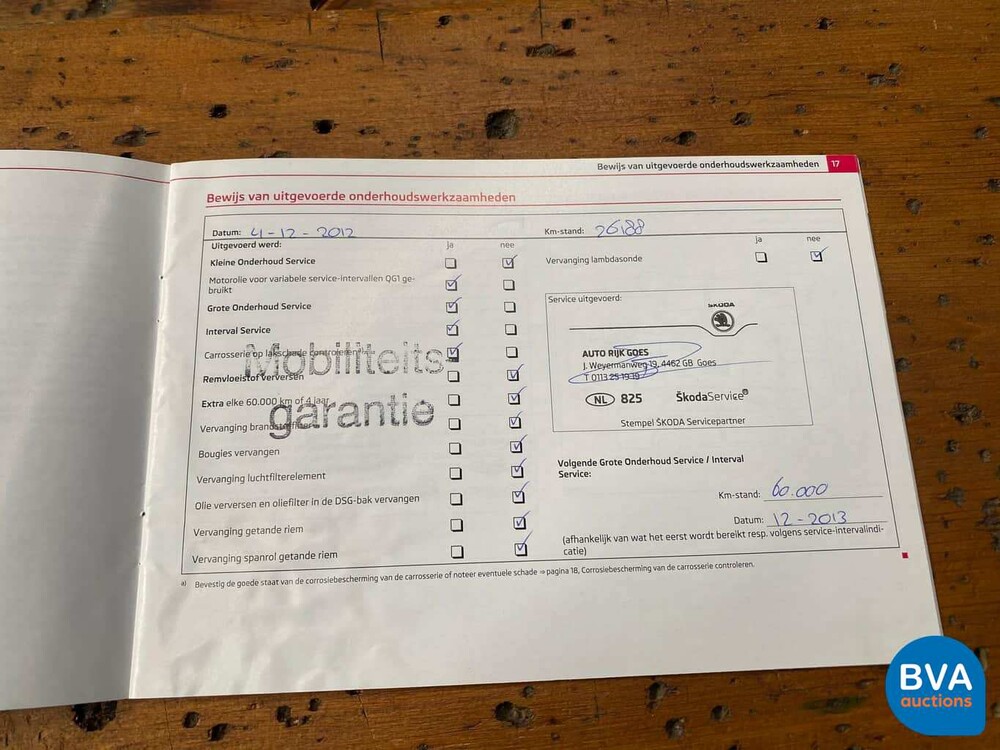 Bewijs van uitgevoerde onderhoudswerkzaamheden 17
Bewijs van uitgevoerde onderhoudswerkzaamheden
Datum: 4-12-2012
Km-stand: 26188
Uitgevoerd werd: ja nee
Kleine Onderhoud Service
Motorolie voor variabele service-intervallen QG1 ge-
bruikt
Grote Onderhoud Service
Interval Service
Carrosserie op lakschade controleren a)
Remvloeistof verversen
Extra elke 60.000 km of 4 jaar
Vervanging brandstoffilter
Bougies vervangen
Vervanging luchtfilterelement
Olie verversen en oliefilter in de DSG-bak vervangen
Vervanging getande riem
Vervanging spanrol getande riem
Mobiliteits
garantie
ja nee
Vervanging lambdasonde
Service uitgevoerd:
ŠKODA
AUTO RIJK GOES
J. Weyermanweg 19, 4462 GB Goes
T 0113 25 19 19
NL 825 ŠkodaService
Stempel ŠKODA Servicepartner
Volgende Grote Onderhoud Service / Interval
Service:
Km-stand: 60.000
Datum: 12-2013
(afhankelijk van wat het eerst wordt bereikt resp. volgens service-intervalindi-
catie)
a) Bevestig de goede staat van de corrosiebescherming van de carrosserie of noteer eventuele schade ⇒ pagina 18, Corrosiebescherming van de carrosserie controleren.
BVA
auctions